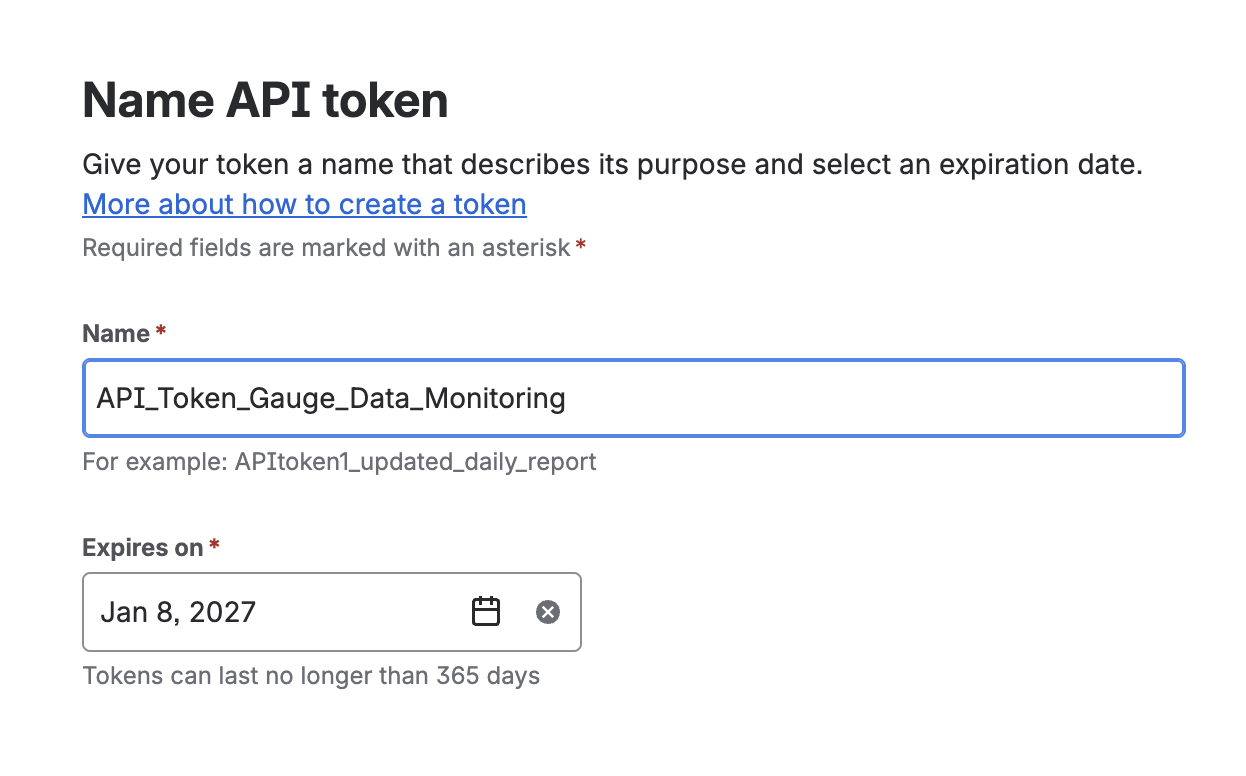 Name API token
Give your token a name that describes its purpose and select an expiration date.
More about how to create a token
Required fields are marked with an asterisk *
Name *
API_Token_Gauge_Data_Monitoring
For example: APItoken1_updated_daily_report
Expires on *
Jan 8, 2027
Tokens can last no longer than 365 days